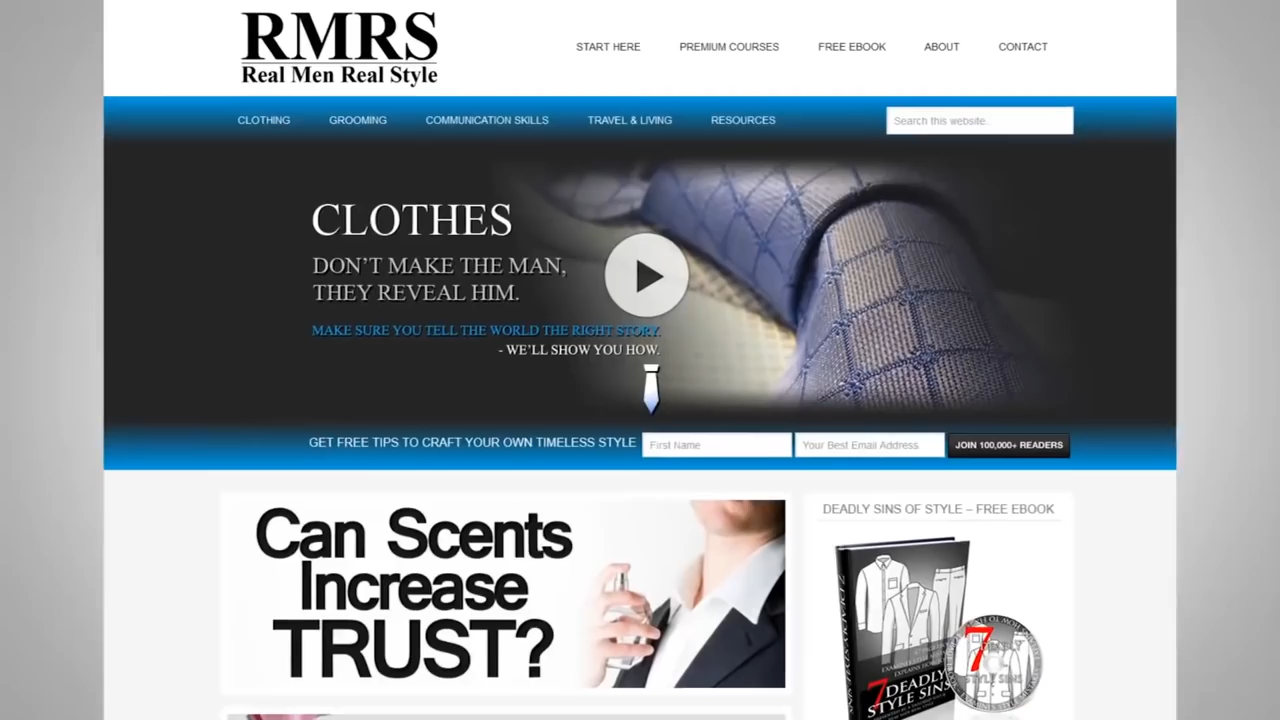 RMRS
Real Men Real Style
START HERE
PREMIUM COURSES
FREE EBOOK
ABOUT
CONTACT
CLOTHING
GROOMING
COMMUNICATION SKILLS
TRAVEL & LIVING
RESOURCES
Search this website.
CLOTHES
DON'T MAKE THE MAN,
THEY REVEAL HIM.
MAKE SURE YOU TELL THE WORLD THE RIGHT STORY.
- WE'LL SHOW YOU HOW.
GET FREE TIPS TO CRAFT YOUR OWN TIMELESS STYLE
First Name
Your Best Email Address
JOIN 100,000+ READERS
Can Scents
Increase
TRUST?
DEADLY SINS OF STYLE – FREE EBOOK
7 DEADLY
STYLE SINS
7 DEADLY
STYLE SINS